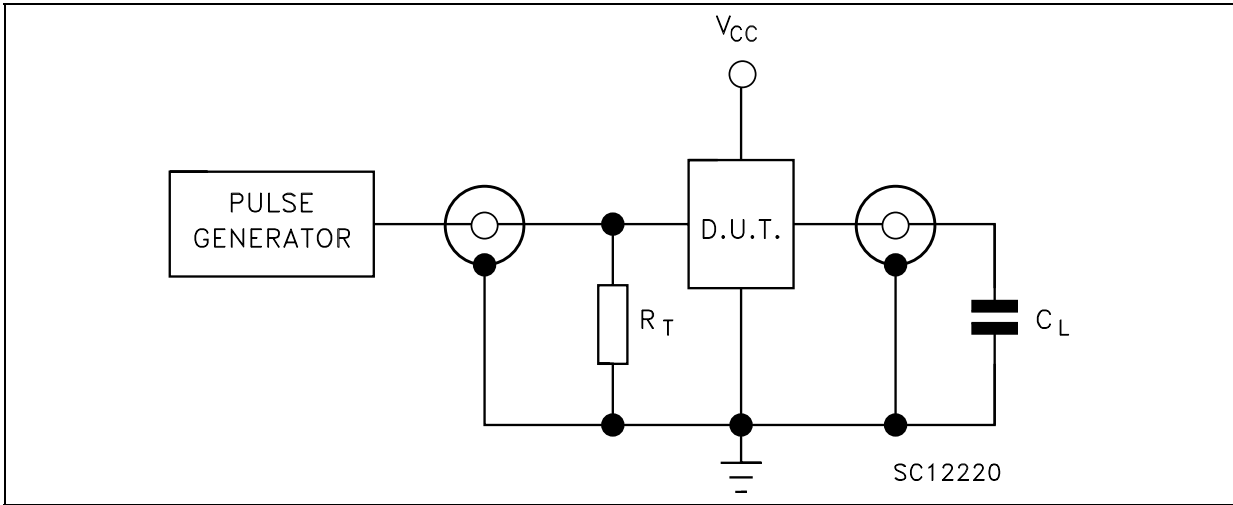 VCC
PULSE
GENERATOR
D.U.T.
RT
CL
SC12220